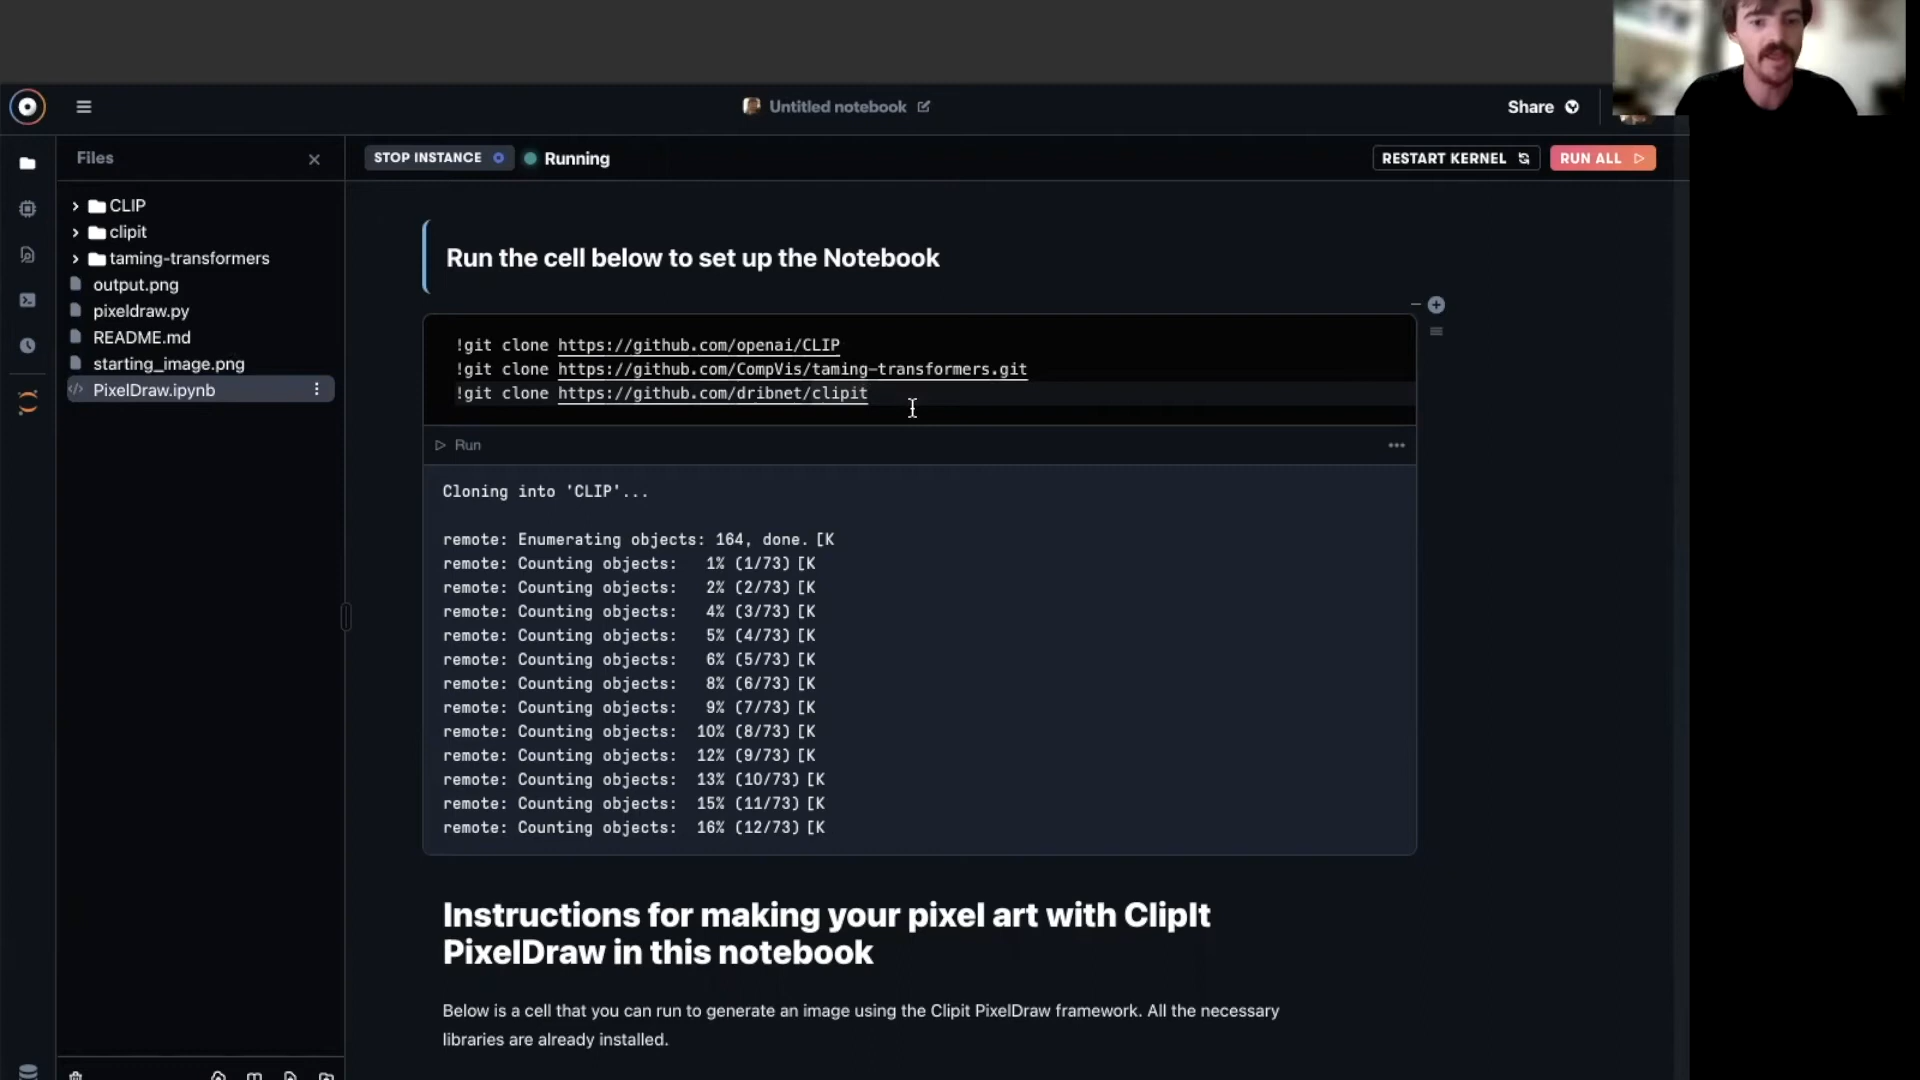 Untitled notebook
Share
Files
STOP INSTANCE
Running
RESTART KERNEL
RUN ALL
CLIP
clipit
taming-transformers
output.png
pixeldraw.py
README.md
starting_image.png
PixelDraw.ipynb
Run the cell below to set up the Notebook
!git clone https://github.com/openai/CLIP
!git clone https://github.com/CompVis/taming-transformers.git
!git clone https://github.com/dribnet/clipit
Run
Cloning into 'CLIP'...
remote: Enumerating objects: 164, done. [K
remote: Counting objects: 1% (1/73) [K
remote: Counting objects: 2% (2/73) [K
remote: Counting objects: 4% (3/73) [K
remote: Counting objects: 5% (4/73) [K
remote: Counting objects: 6% (5/73) [K
remote: Counting objects: 8% (6/73) [K
remote: Counting objects: 9% (7/73) [K
remote: Counting objects: 10% (8/73) [K
remote: Counting objects: 12% (9/73) [K
remote: Counting objects: 13% (10/73) [K
remote: Counting objects: 15% (11/73) [K
remote: Counting objects: 16% (12/73) [K
Instructions for making your pixel art with ClipIt
PixelDraw in this notebook
Below is a cell that you can run to generate an image using the Clipit PixelDraw framework. All the necessary
libraries are already installed.